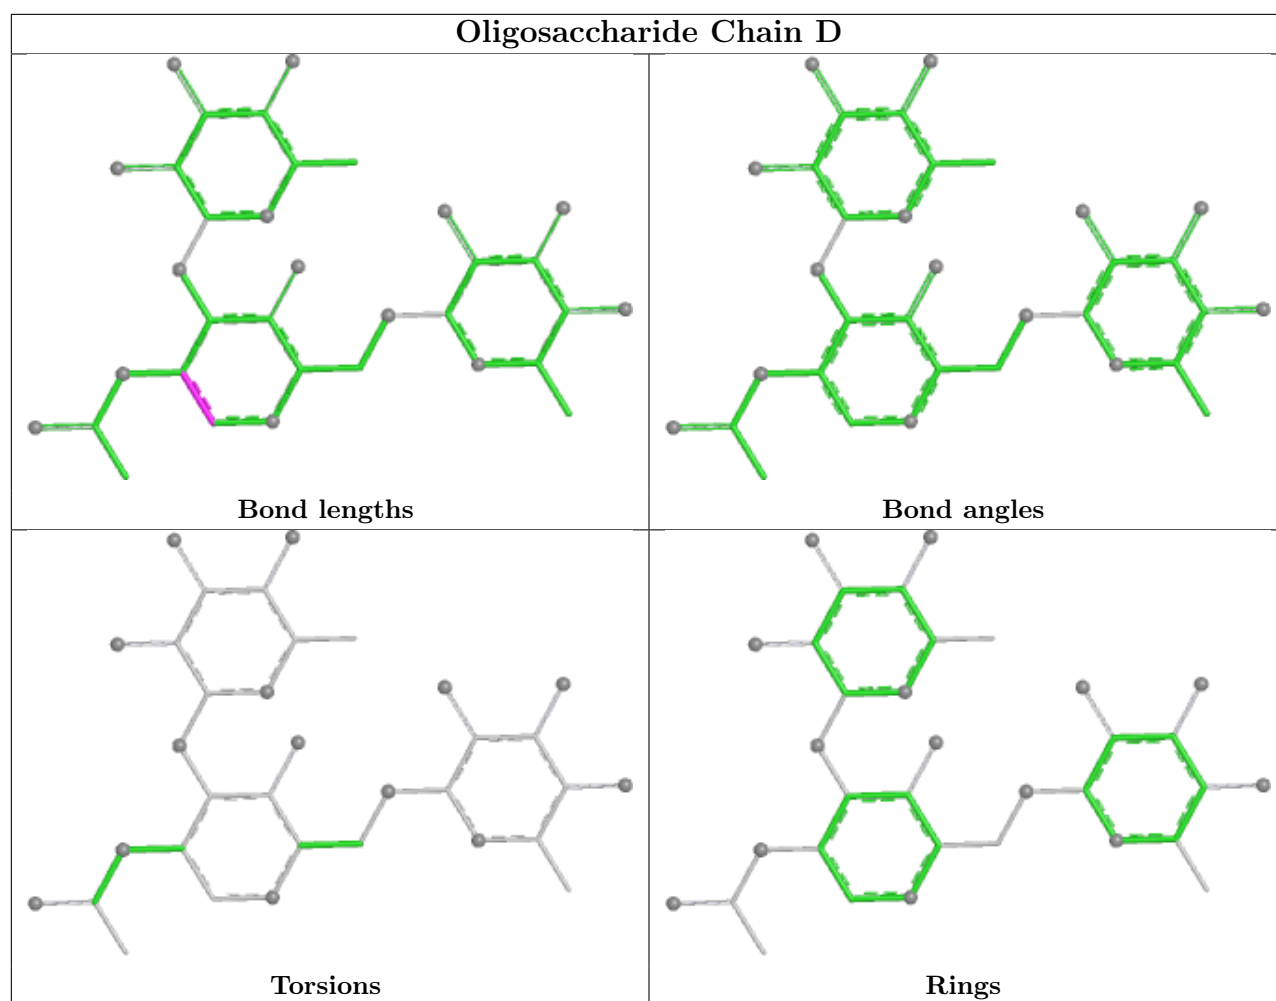 Oligosaccharide Chain D
Bond lengths
Bond angles
Torsions
Rings